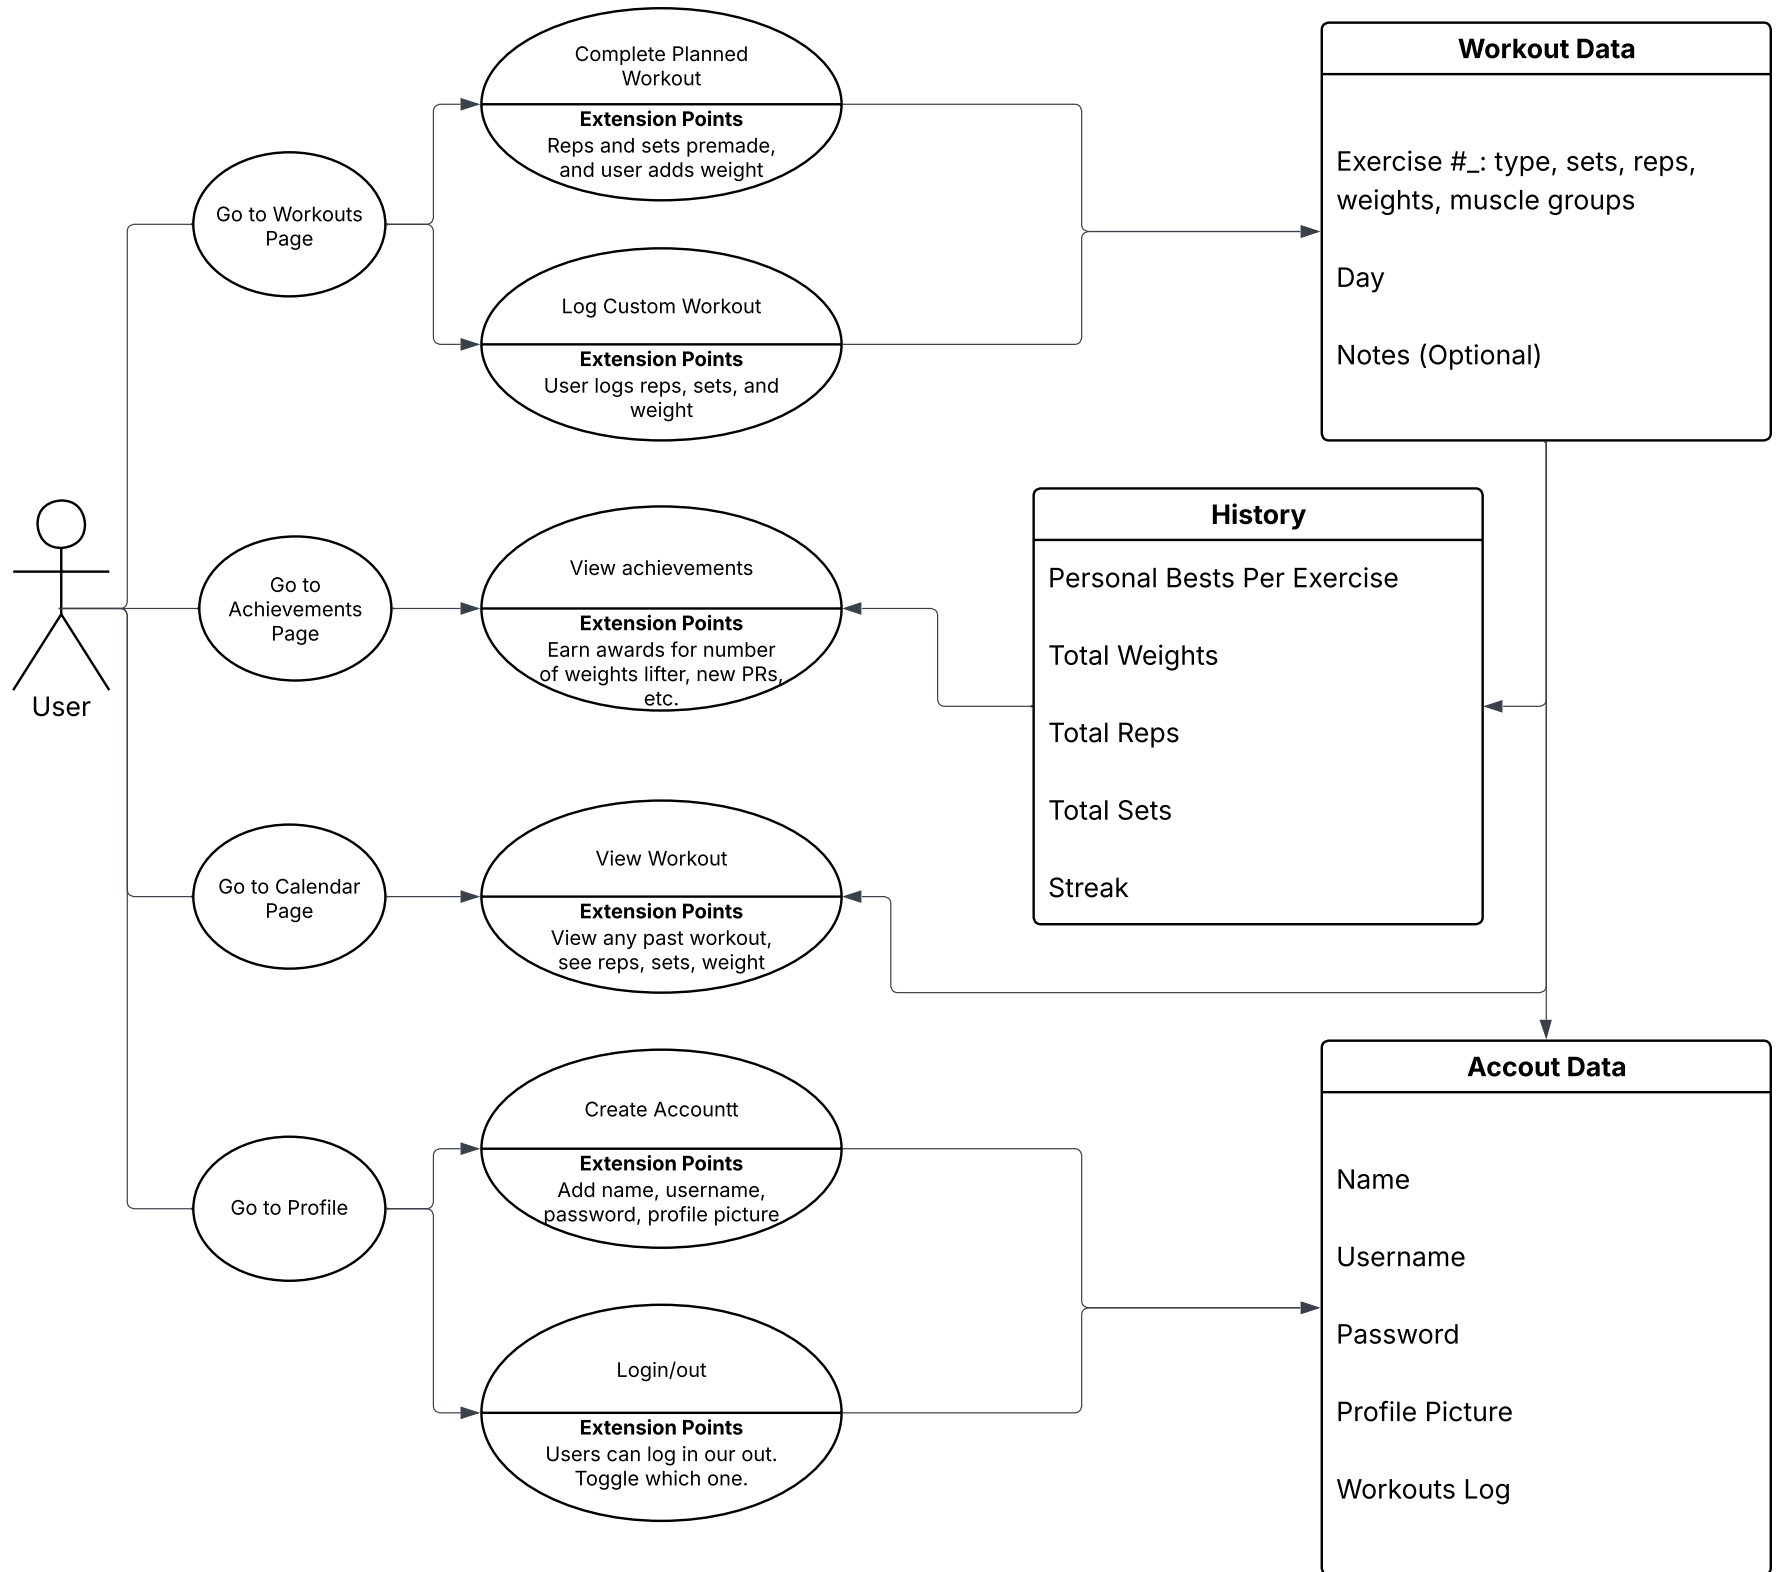 Complete Planned
Workout
Extension Points
Reps and sets premade,
and user adds weight
Workout Data
Exercise #_: type, sets, reps,
weights, muscle groups
Day
Notes (Optional)
Go to Workouts
Page
Log Custom Workout
Extension Points
User logs reps, sets, and
weight
User
Go to
Achievements
Page
View achievements
Extension Points
Earn awards for number
of weights lifter, new PRs,
etc.
History
Personal Bests Per Exercise
Total Weights
Total Reps
Total Sets
Streak
Go to Calendar
Page
View Workout
Extension Points
View any past workout,
see reps, sets, weight
Go to Profile
Create Accountt
Extension Points
Add name, username,
password, profile picture
Login/out
Extension Points
Users can log in our out.
Toggle which one.
Accout Data
Name
Username
Password
Profile Picture
Workouts Log